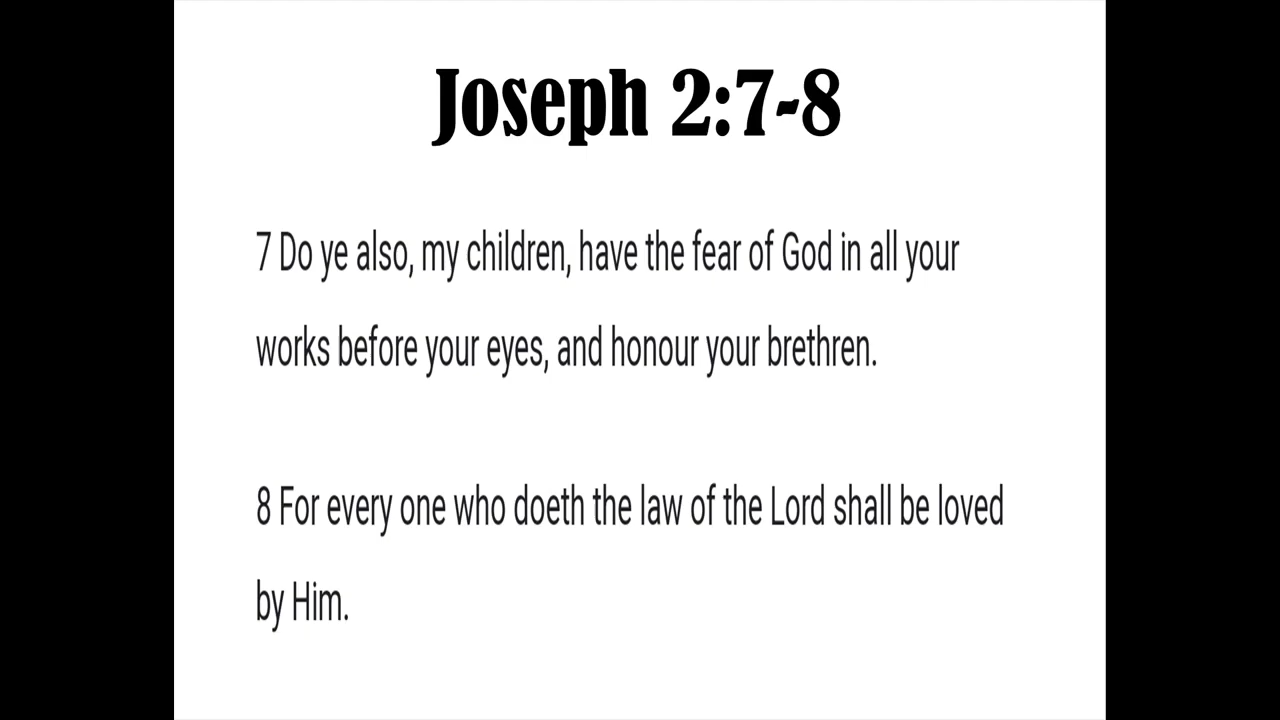 Joseph 2:7-8
7 Do ye also, my children, have the fear of God in all your
works before your eyes, and honour your brethren.
8 For every one who doeth the law of the Lord shall be loved
by Him.